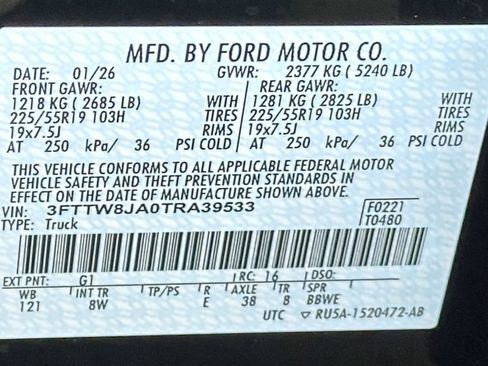 MFD. BY FORD MOTOR CO.
DATE: 01/26 GVWR: 2377 KG ( 5240 LB)
FRONT GAWR: REAR GAWR:
1218 KG ( 2685 LB) WITH 1281 KG ( 2825 LB) WITH
225/55R19 103H TIRES 225/55R19 103H TIRES
19x7.5J RIMS 19x7.5J RIMS
AT 250 kPa/ 36 PSI COLD AT 250 kPa/ 36 PSI COLD
THIS VEHICLE CONFORMS TO ALL APPLICABLE FEDERAL MOTOR
VEHICLE SAFETY AND THEFT PREVENTION STANDARDS IN
EFFECT ON THE DATE OF MANUFACTURE SHOWN ABOVE.
VIN: 3FTTW8JA0TRA39533 F0221
TYPE: Truck T0480
EXT PNT: G1 RC: 16 DSO:
WB INT TR TP/PS R AXLE TR SPR
121 8W E 38 8 BBWE
UTC ▽ RU5A-1520472-AB